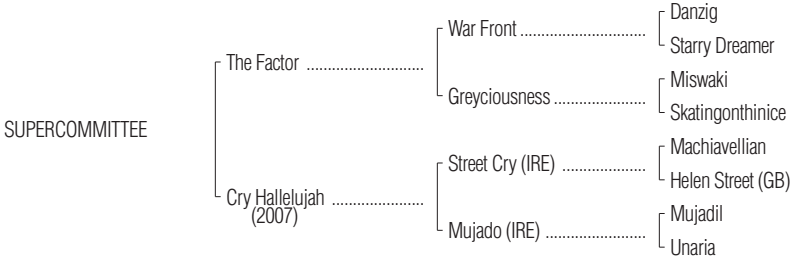 Danzig
War Front ..............................
Starry Dreamer
The Factor ............................
Miswaki
Greyciousness ......................
Skatingonthinice
SUPERCOMMITTEE
Machiavellian
Street Cry (IRE) ....................
Helen Street (GB)
Cry Hallelujah ......................
(2007)
Mujadil
Mujado (IRE) ........................
Unaria